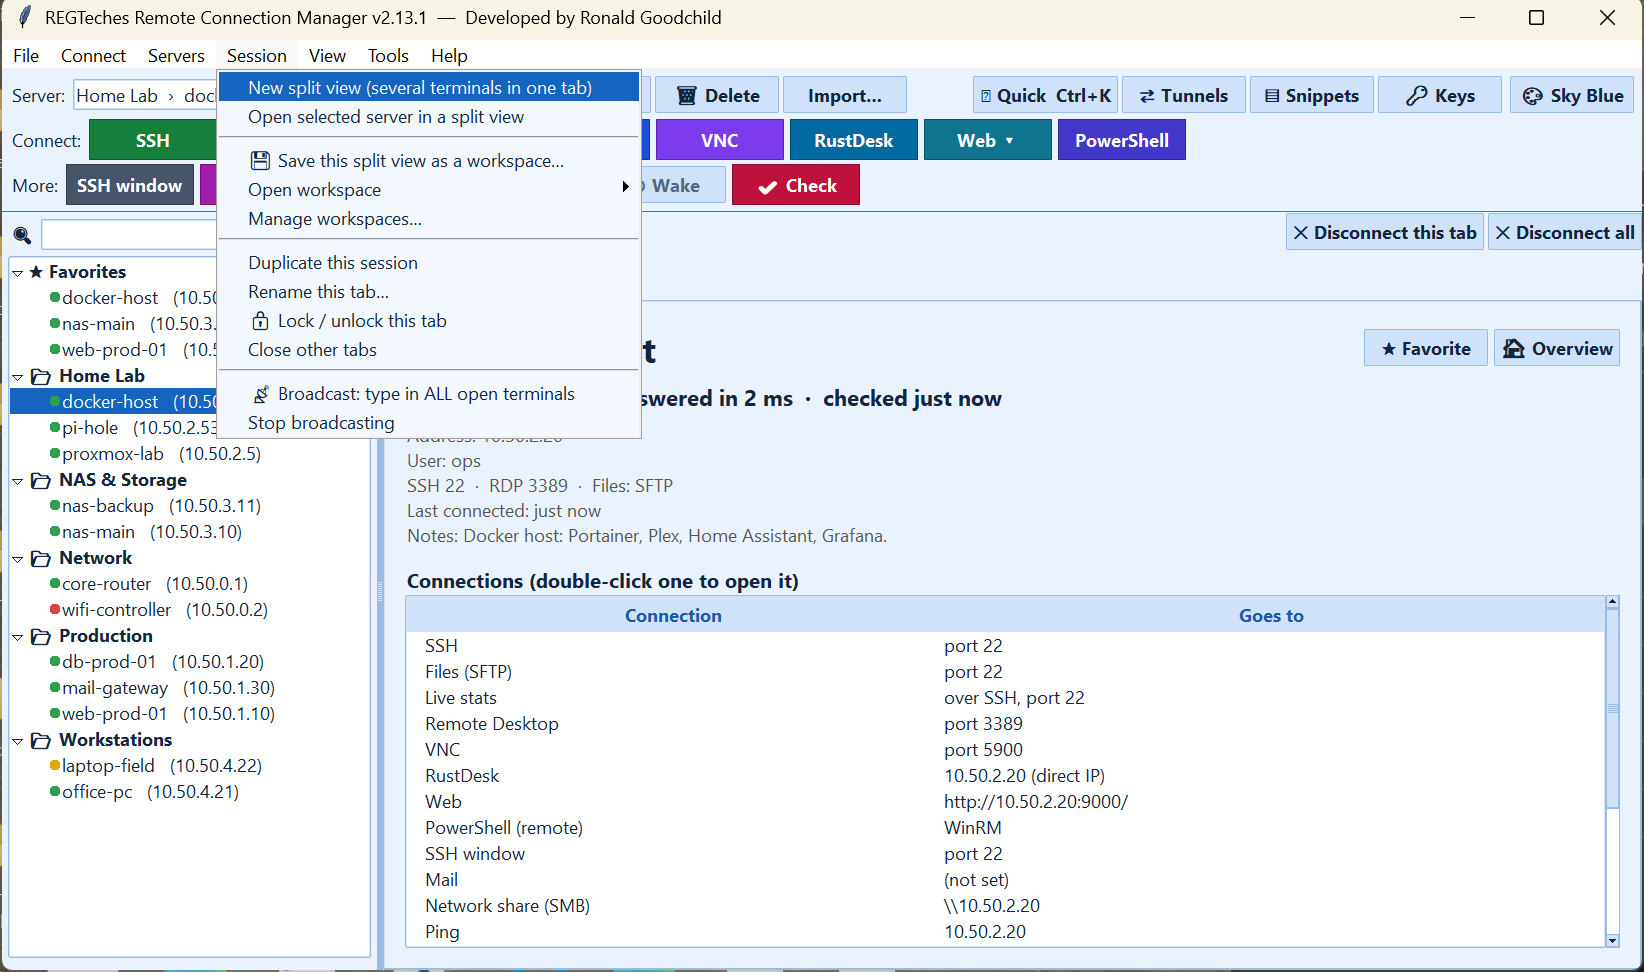 REGTeches Remote Connection Manager v2.13.1 — Developed by Ronald Goodchild
File Connect Servers Session View Tools Help
Server: Home Lab › Delete Import... Quick Ctrl+K Tunnels Snippets Keys Sky Blue
Connect: SSH VNC RustDesk Web PowerShell
More: SSH window Wake Check
New split view (several terminals in one tab)
Open selected server in a split view
Save this split view as a workspace...
Open workspace
Manage workspaces...
Duplicate this session
Rename this tab...
Lock / unlock this tab
Close other tabs
Broadcast: type in ALL open terminals
Stop broadcasting
Disconnect this tab Disconnect all
Favorites
docker-host (10.50
nas-main (10.50.3.
web-prod-01 (10.5
Home Lab
docker-host (10.50
pi-hole (10.50.2.53
proxmox-lab (10.50.2.5)
NAS & Storage
nas-backup (10.50.3.11)
nas-main (10.50.3.10)
Network
core-router (10.50.0.1)
wifi-controller (10.50.0.2)
Production
db-prod-01 (10.50.1.20)
mail-gateway (10.50.1.30)
web-prod-01 (10.50.1.10)
Workstations
laptop-field (10.50.4.22)
office-pc (10.50.4.21)
t Favorite Overview
swered in 2 ms · checked just now
Address: 10.50.2.20
User: ops
SSH 22 · RDP 3389 · Files: SFTP
Last connected: just now
Notes: Docker host: Portainer, Plex, Home Assistant, Grafana.
Connections (double-click one to open it)
Connection Goes to
SSH port 22
Files (SFTP) port 22
Live stats over SSH, port 22
Remote Desktop port 3389
VNC port 5900
RustDesk 10.50.2.20 (direct IP)
Web http://10.50.2.20:9000/
PowerShell (remote) WinRM
SSH window port 22
Mail (not set)
Network share (SMB) \\10.50.2.20
Ping 10.50.2.20